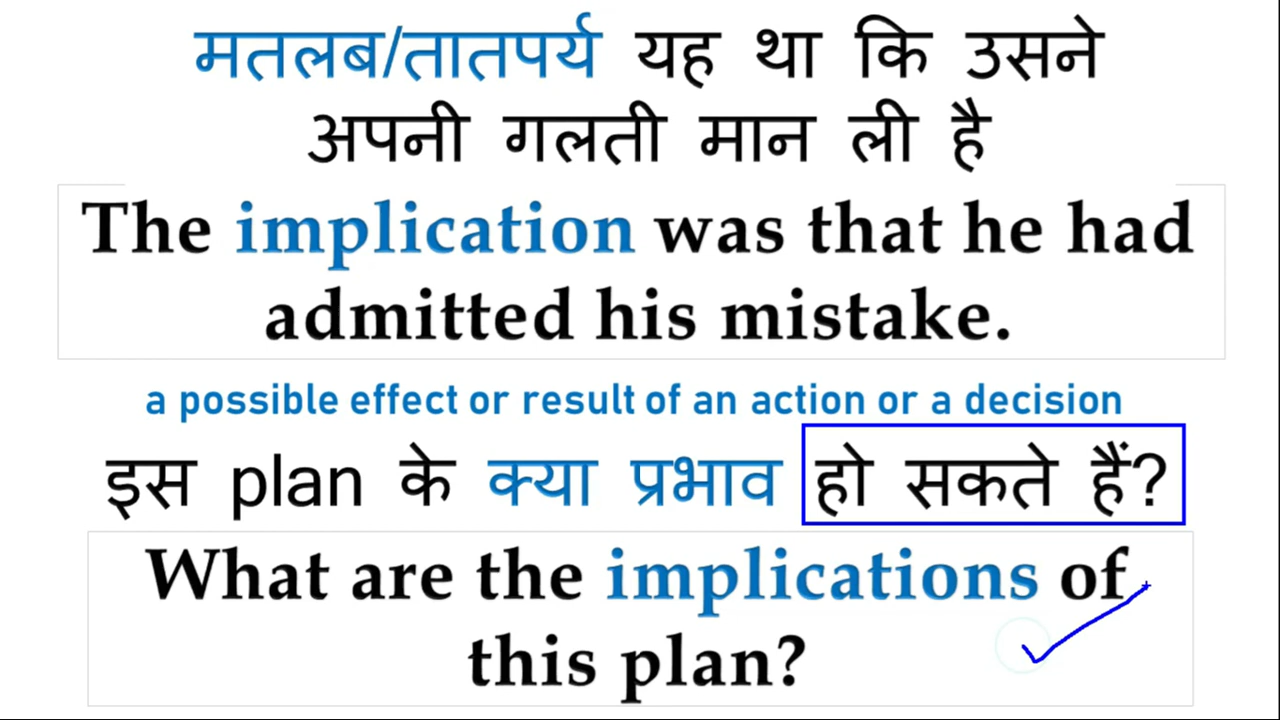 मतलब/तातपर्य यह था कि उसने
अपनी गलती मान ली है
The implication was that he had
admitted his mistake.
a possible effect or result of an action or a decision
इस plan के क्या प्रभाव हो सकते हैं?
What are the implications of
this plan?